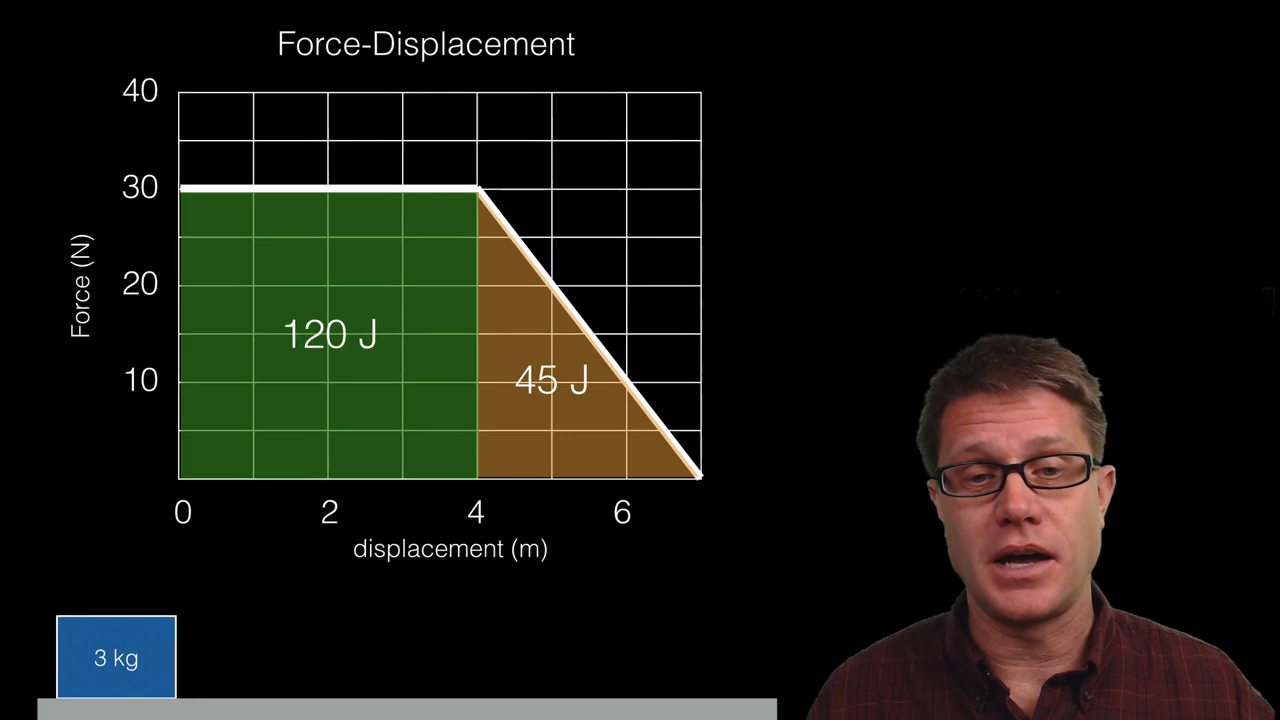 Force-Displacement
40
30
20
10
Force (N)
120 J
45 J
0 2 4 6
displacement (m)
3 kg